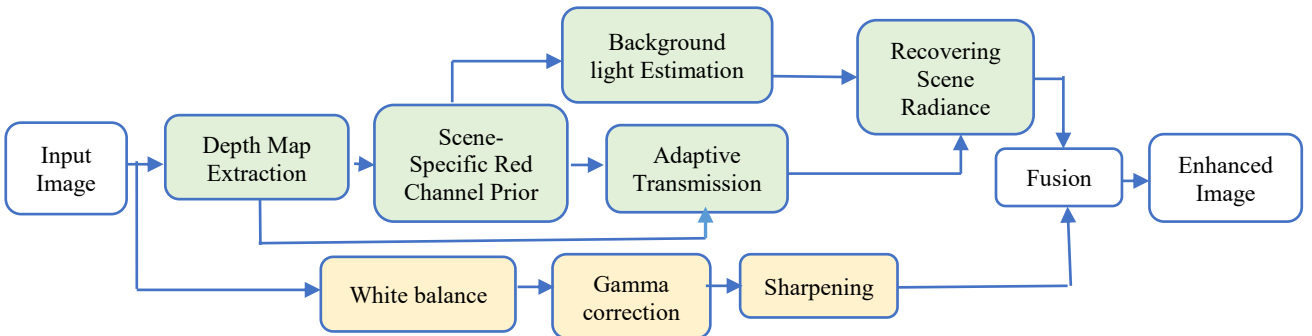 Input
Image
Depth Map
Extraction
Scene-
Specific Red
Channel Prior
Background
light Estimation
Adaptive
Transmission
Recovering
Scene
Radiance
White balance
Gamma
correction
Sharpening
Fusion
Enhanced
Image